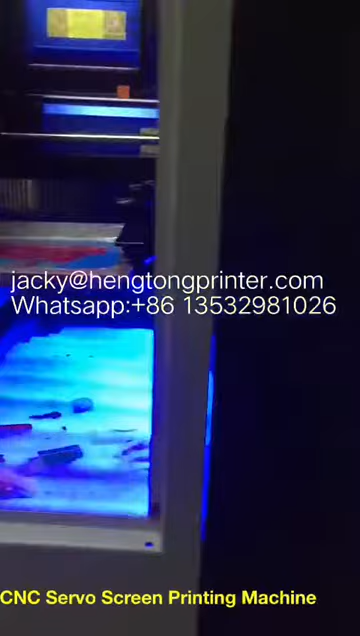 jacky@hengtongprinter.com
Whatsapp:+86 13532981026
CNC Servo Screen Printing Machine